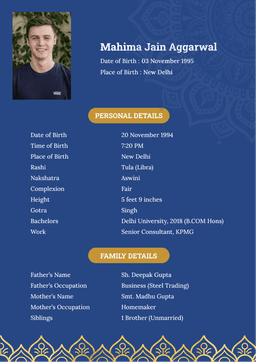 Mahima Jain Aggarwal
Date of Birth : 03 November 1995
Place of Birth : New Delhi
PERSONAL DETAILS
Date of Birth 20 November 1994
Time of Birth 7:20 PM
Place of Birth New Delhi
Rashi Tula (Libra)
Nakshatra Aswini
Complexion Fair
Height 5 feet 9 inches
Gotra Singh
Bachelors Delhi University, 2018 (B.COM Hons)
Work Senior Consultant, KPMG
FAMILY DETAILS
Father's Name Sh. Deepak Gupta
Father's Occupation Business (Steel Trading)
Mother's Name Smt. Madhu Gupta
Mother's Occupation Homemaker
Siblings 1 Brother (Unmarried)